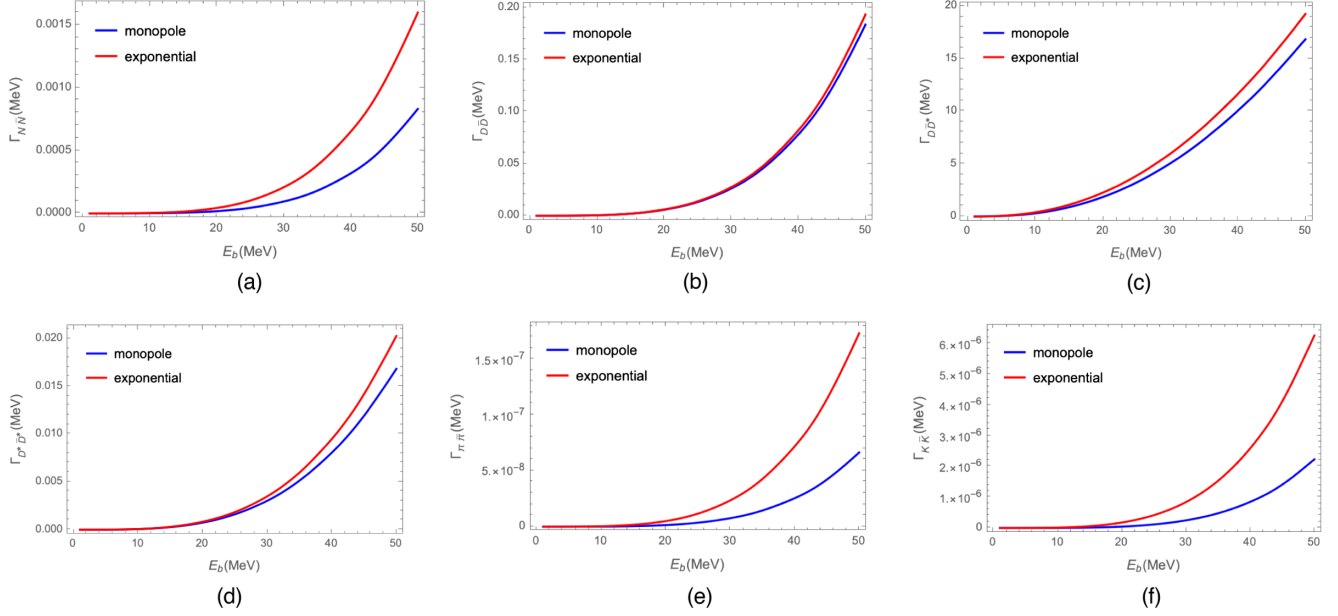 monopole
exponential
0.0015
0.0010
0.0005
0.0000
Γ_{N N̄}(MeV)
0 10 20 30 40 50
E_b(MeV)
(a)
monopole
exponential
0.20
0.15
0.10
0.05
0.00
Γ_{D D̄}(MeV)
0 10 20 30 40 50
E_b(MeV)
(b)
monopole
exponential
20
15
10
5
0
Γ_{D D̄*}(MeV)
0 10 20 30 40 50
E_b(MeV)
(c)
monopole
exponential
0.020
0.015
0.010
0.005
0.000
Γ_{D* D̄*}(MeV)
0 10 20 30 40 50
E_b(MeV)
(d)
monopole
exponential
1.5×10⁻⁷
1.×10⁻⁷
5.×10⁻⁸
0
Γ_{π π̄}(MeV)
0 10 20 30 40 50
E_b(MeV)
(e)
monopole
exponential
6.×10⁻⁶
5.×10⁻⁶
4.×10⁻⁶
3.×10⁻⁶
2.×10⁻⁶
1.×10⁻⁶
0
Γ_{K K̄}(MeV)
0 10 20 30 40 50
E_b(MeV)
(f)